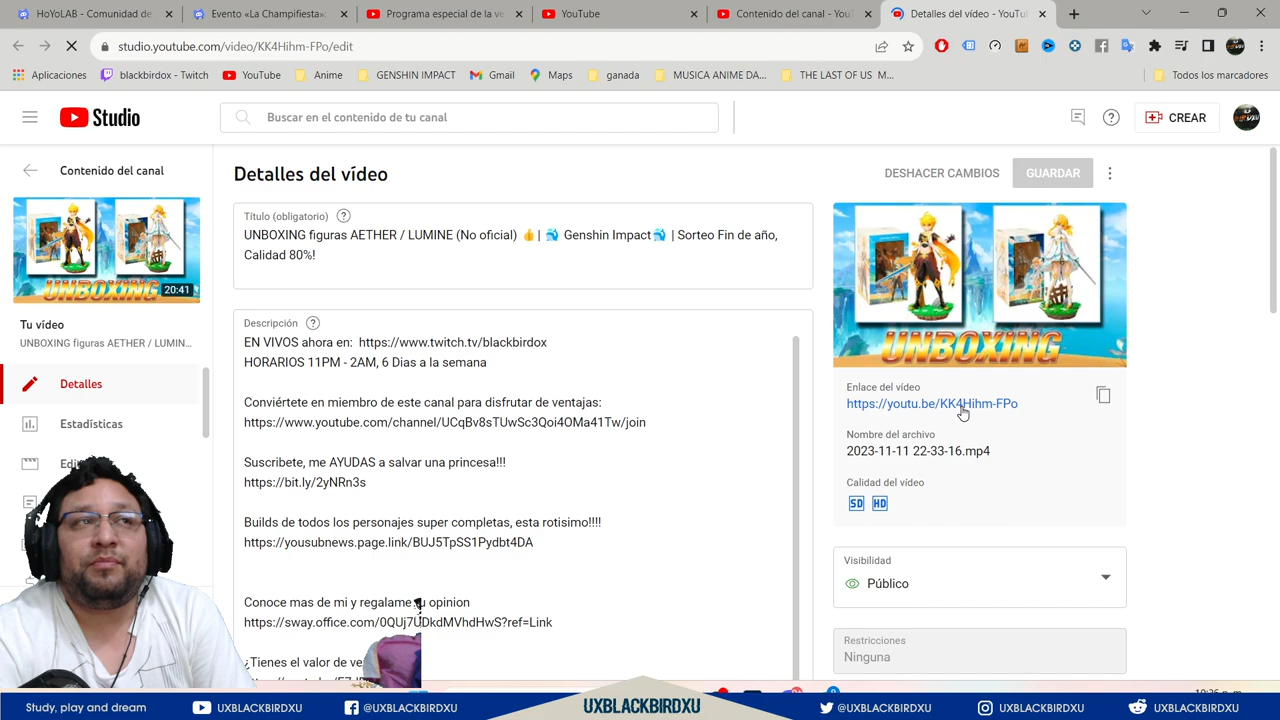 HoYoLAB - Comunidad de
Evento «La Champifiesta»:
Programa especial de la ve
YouTube
Contenido del canal - YouTu
Detalles del vídeo - YouTu
studio.youtube.com/video/KK4Hihm-FPo/edit
Aplicaciones
blackbirdox - Twitch
YouTube
Anime
GENSHIN IMPACT
Gmail
Maps
ganada
MUSICA ANIME DA...
THE LAST OF US M...
Todos los marcadores
Studio
Buscar en el contenido de tu canal
CREAR
Contenido del canal
Detalles del vídeo
DESHACER CAMBIOS
GUARDAR
UNBOXING
20:41
Tu vídeo
UNBOXING figuras AETHER / LUMIN...
Detalles
Estadísticas
Título (obligatorio)
UNBOXING figuras AETHER / LUMINE (No oficial) 👍| 🌊 Genshin Impact🌊 | Sorteo Fin de año,
Calidad 80%!
Descripción
EN VIVOS ahora en: https://www.twitch.tv/blackbirdox
HORARIOS 11PM - 2AM, 6 Dias a la semana
Conviértete en miembro de este canal para disfrutar de ventajas:
https://www.youtube.com/channel/UCqBv8sTUwSc3Qoi4OMa41Tw/join
Suscribete, me AYUDAS a salvar una princesa!!!
https://bit.ly/2yNRn3s
Builds de todos los personajes super completas, esta rotisimo!!!!
https://yousubnews.page.link/BUJ5TpSS1Pydbt4DA
Conoce mas de mi y regalame tu opinion
https://sway.office.com/0QUj7UDkdMVhdHwS?ref=Link
¿Tienes el valor de ve
UNBOXING
Enlace del vídeo
https://youtu.be/KK4Hihm-FPo
Nombre del archivo
2023-11-11 22-33-16.mp4
Calidad del vídeo
SD HD
Visibilidad
Público
Restricciones
Ninguna
Study, play and dream
UXBLACKBIRDXU
@UXBLACKBIRDXU
UXBLACKBIRDXU
@UXBLACKBIRDXU
UXBLACKBIRDXU
UXBLACKBIRDXU